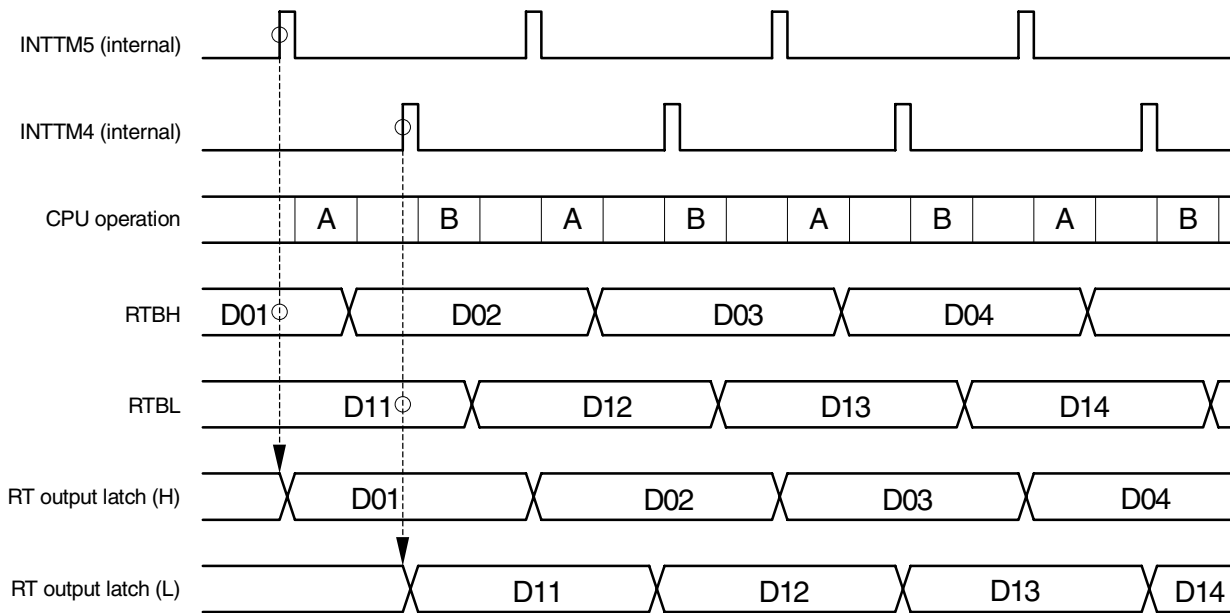 INTTM5 (internal)
INTTM4 (internal)
CPU operation A B A B A B A B
RTBH D01 D02 D03 D04
RTBL D11 D12 D13 D14
RT output latch (H) D01 D02 D03 D04
RT output latch (L) D11 D12 D13 D14